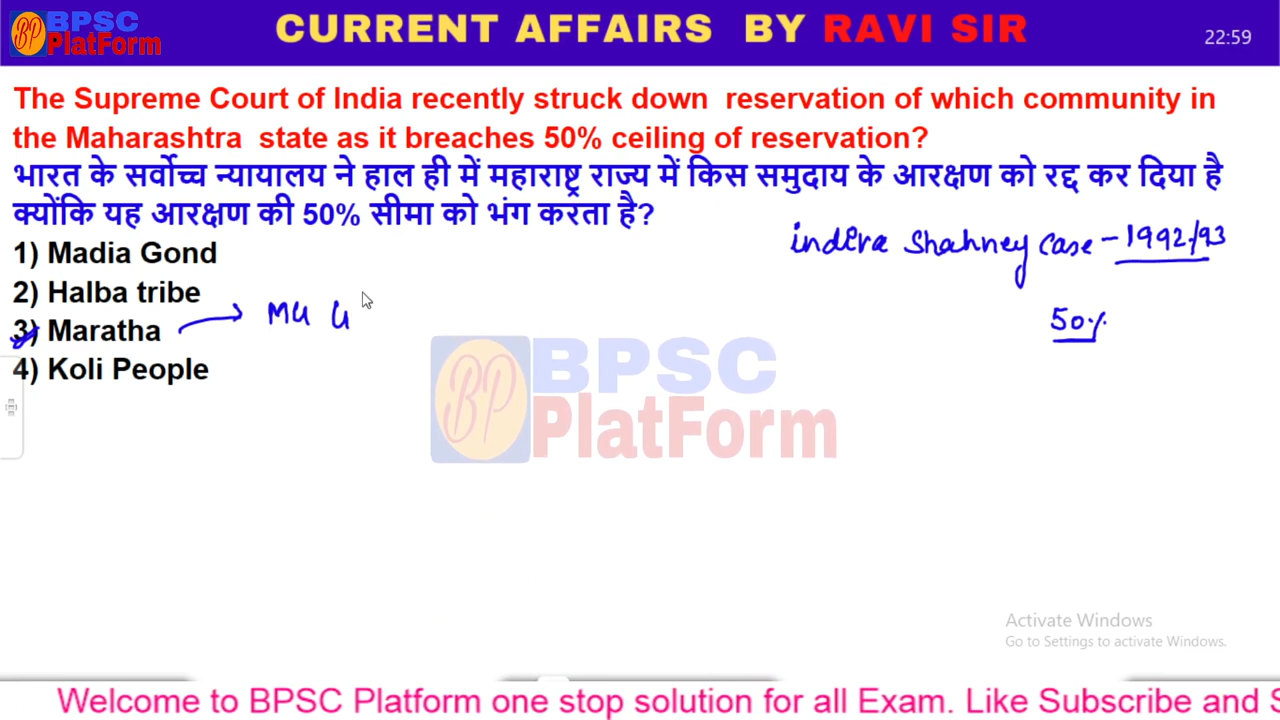 BPSC
PlatForm
BP
CURRENT AFFAIRS BY RAVI SIR
22:59
The Supreme Court of India recently struck down reservation of which community in
the Maharashtra state as it breaches 50% ceiling of reservation?
भारत के सर्वोच्च न्यायालय ने हाल ही में महाराष्ट्र राज्य में किस समुदाय के आरक्षण को रद्द कर दिया है
क्योंकि यह आरक्षण की 50% सीमा को भंग करता है?
indira Shahney Case - 1992/93
50%
1) Madia Gond
2) Halba tribe
3) Maratha
4) Koli People
BP
BPSC
PlatForm
Activate Windows
Go to Settings to activate Windows.
Welcome to BPSC Platform one stop solution for all Exam. Like Subscribe and S